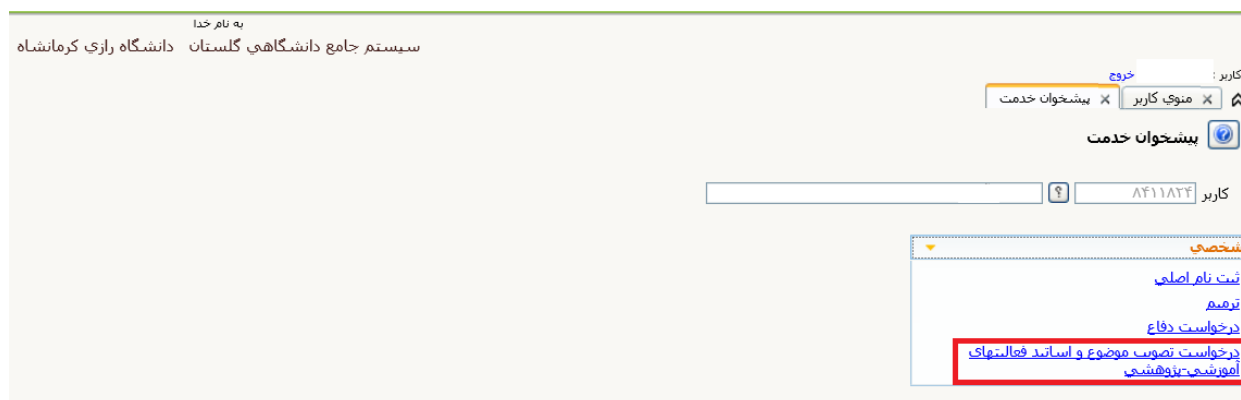 به نام خدا
سيستم جامع دانشگاهي گلستان دانشگاه رازي كرمانشاه
كاربر : خروج
منوي كاربر پيشخوان خدمت
پيشخوان خدمت
كاربر ۸۴۱۱۸۲۴
شخصي
ثبت نام اصلي
ترميم
درخواست دفاع
درخواست تصويب موضوع و اساتيد فعاليتهاي
آموزشي-پژوهشي